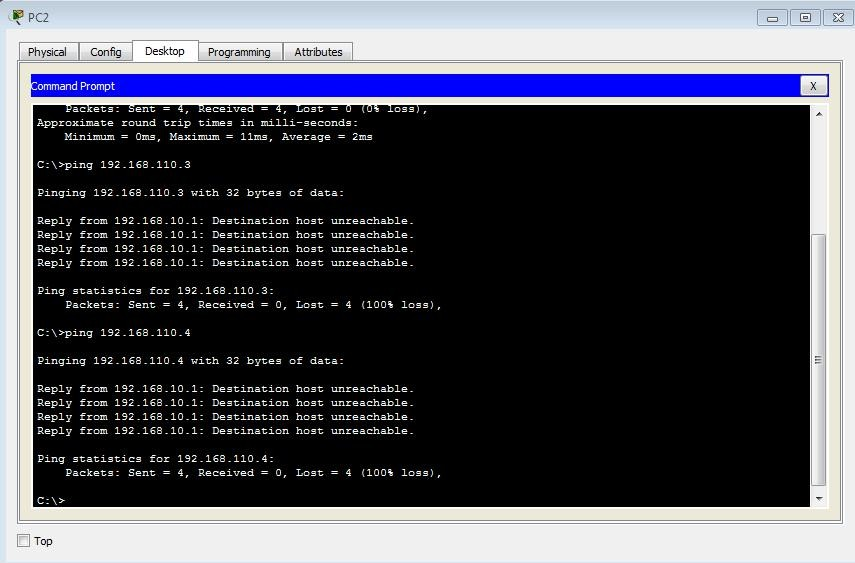 PC2
Physical Config Desktop Programming Attributes
Command Prompt
X
Packets: Sent = 4, Received = 4, Lost = 0 (0% loss),
Approximate round trip times in milli-seconds:
Minimum = 0ms, Maximum = 11ms, Average = 2ms
C:\>ping 192.168.110.3
Pinging 192.168.110.3 with 32 bytes of data:
Reply from 192.168.10.1: Destination host unreachable.
Reply from 192.168.10.1: Destination host unreachable.
Reply from 192.168.10.1: Destination host unreachable.
Reply from 192.168.10.1: Destination host unreachable.
Ping statistics for 192.168.110.3:
Packets: Sent = 4, Received = 0, Lost = 4 (100% loss),
C:\>ping 192.168.110.4
Pinging 192.168.110.4 with 32 bytes of data:
Reply from 192.168.10.1: Destination host unreachable.
Reply from 192.168.10.1: Destination host unreachable.
Reply from 192.168.10.1: Destination host unreachable.
Reply from 192.168.10.1: Destination host unreachable.
Ping statistics for 192.168.110.4:
Packets: Sent = 4, Received = 0, Lost = 4 (100% loss),
C:\>
Top